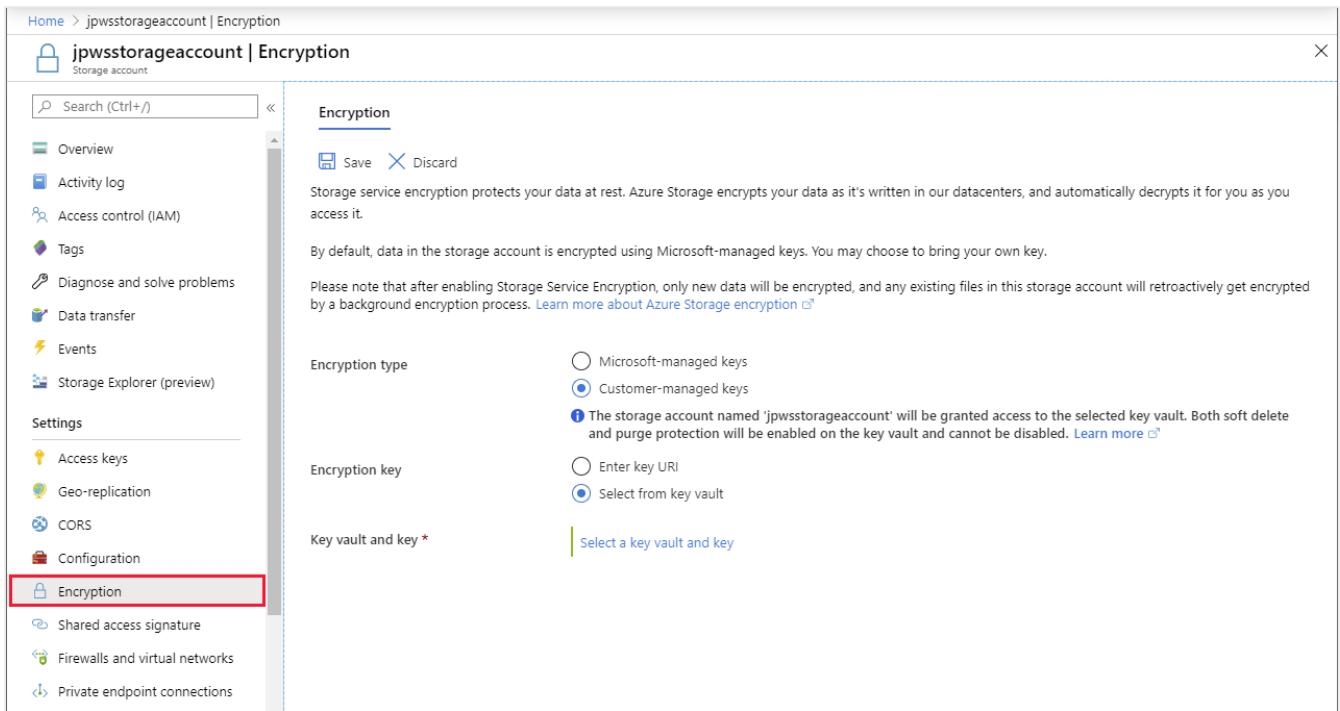 Home > jpwsstorageaccount | Encryption
jpwsstorageaccount | Encryption
Storage account
Search (Ctrl+/)
«
Overview
Activity log
Access control (IAM)
Tags
Diagnose and solve problems
Data transfer
Events
Storage Explorer (preview)
Settings
Access keys
Geo-replication
CORS
Configuration
Encryption
Shared access signature
Firewalls and virtual networks
Private endpoint connections
Encryption
Save Discard
Storage service encryption protects your data at rest. Azure Storage encrypts your data as it's written in our datacenters, and automatically decrypts it for you as you
access it.
By default, data in the storage account is encrypted using Microsoft-managed keys. You may choose to bring your own key.
Please note that after enabling Storage Service Encryption, only new data will be encrypted, and any existing files in this storage account will retroactively get encrypted
by a background encryption process. Learn more about Azure Storage encryption
Encryption type
Microsoft-managed keys
Customer-managed keys
The storage account named 'jpwsstorageaccount' will be granted access to the selected key vault. Both soft delete
and purge protection will be enabled on the key vault and cannot be disabled. Learn more
Encryption key
Enter key URI
Select from key vault
Key vault and key *
Select a key vault and key